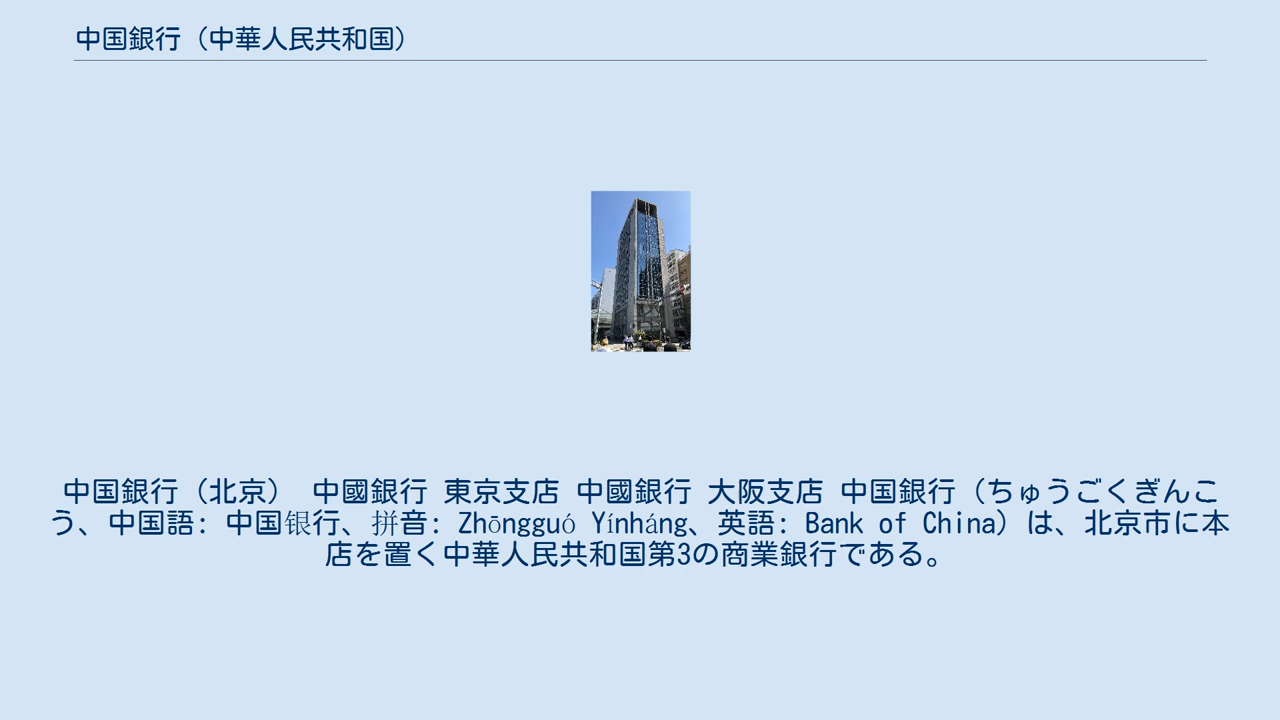 中国銀行（中華人民共和国）
中国銀行（北京） 中國銀行 東京支店 中國銀行 大阪支店 中国銀行（ちゅうごくぎんこ
う、中国語: 中国银行、拼音: Zhōngguó Yínháng、英語: Bank of China）は、北京市に本
店を置く中華人民共和国第3の商業銀行である。